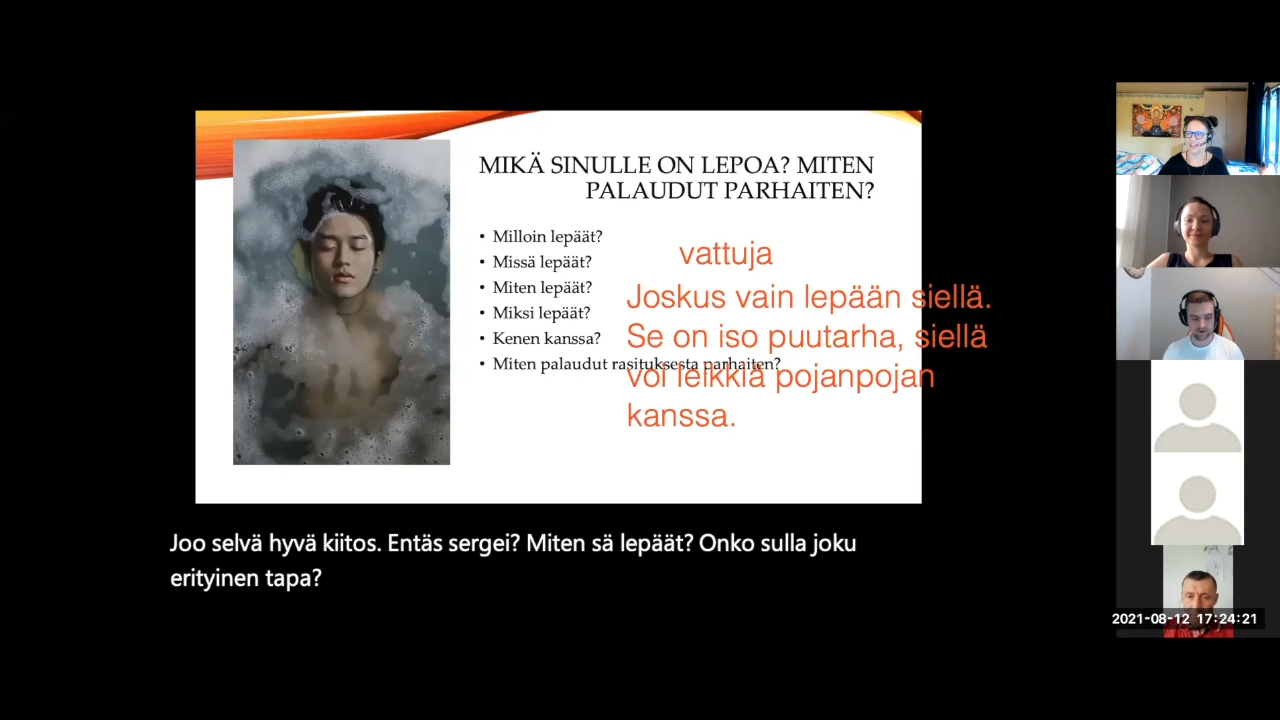 MIKÄ SINULLE ON LEPOA? MITEN
PALAUDUT PARHAITEN?
• Milloin lepäät?
• Missä lepäät?
• Miten lepäät?
• Miksi lepäät?
• Kenen kanssa?
• Miten palaudut rasituksesta parhaiten?
vattuja
Joskus vain lepään siellä.
Se on iso puutarha, siellä
voi leikkiä pojanpojan
kanssa.
Joo selvä hyvä kiitos. Entäs sergei? Miten sä lepäät? Onko sulla joku
erityinen tapa?
2021-08-12 17:24:21